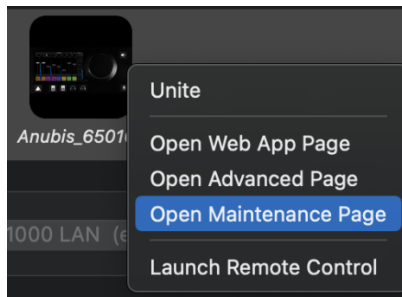 Unite
Anubis_6501
Open Web App Page
Open Advanced Page
Open Maintenance Page
1000 LAN (e
Launch Remote Control